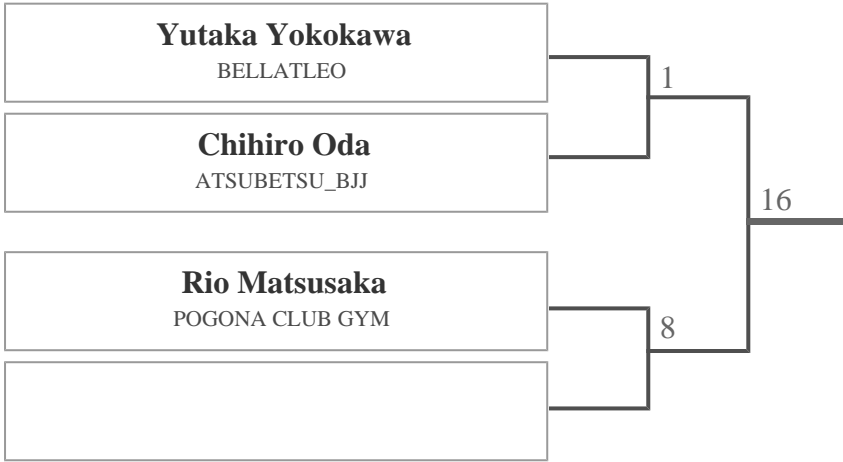 Yutaka Yokokawa
BELLATLEO
1
Chihiro Oda
ATSUBETSU_BJJ
16
Rio Matsusaka
POGONA CLUB GYM
8